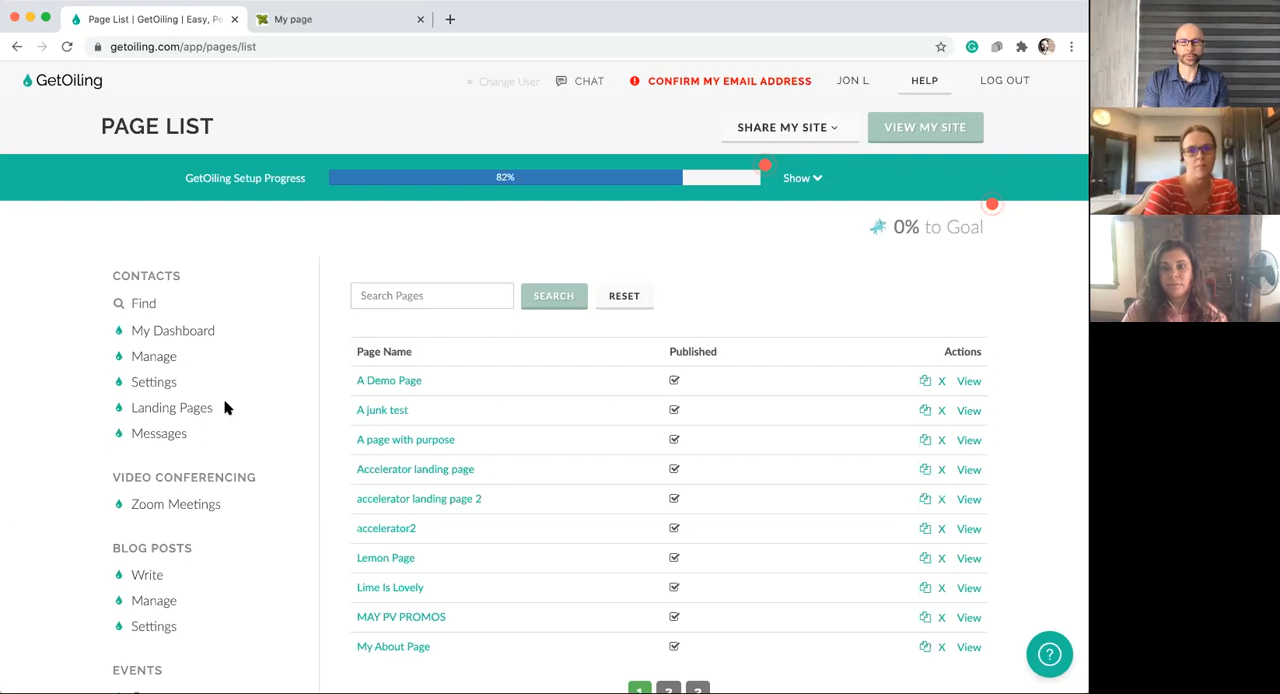 Page List | GetOiling | Easy, Pe
My page
getoiling.com/app/pages/list
GetOiling
× Change User
CHAT
CONFIRM MY EMAIL ADDRESS
JON L
HELP
LOG OUT
PAGE LIST
SHARE MY SITE
VIEW MY SITE
GetOiling Setup Progress
82%
Show
0% to Goal
CONTACTS
Find
My Dashboard
Manage
Settings
Landing Pages
Messages
VIDEO CONFERENCING
Zoom Meetings
BLOG POSTS
Write
Manage
Settings
EVENTS
Search Pages
SEARCH
RESET
Page Name Published Actions
A Demo Page X View
A junk test X View
A page with purpose X View
Accelerator landing page X View
accelerator landing page 2 X View
accelerator2 X View
Lemon Page X View
Lime Is Lovely X View
MAY PV PROMOS X View
My About Page X View
1 2 3
?